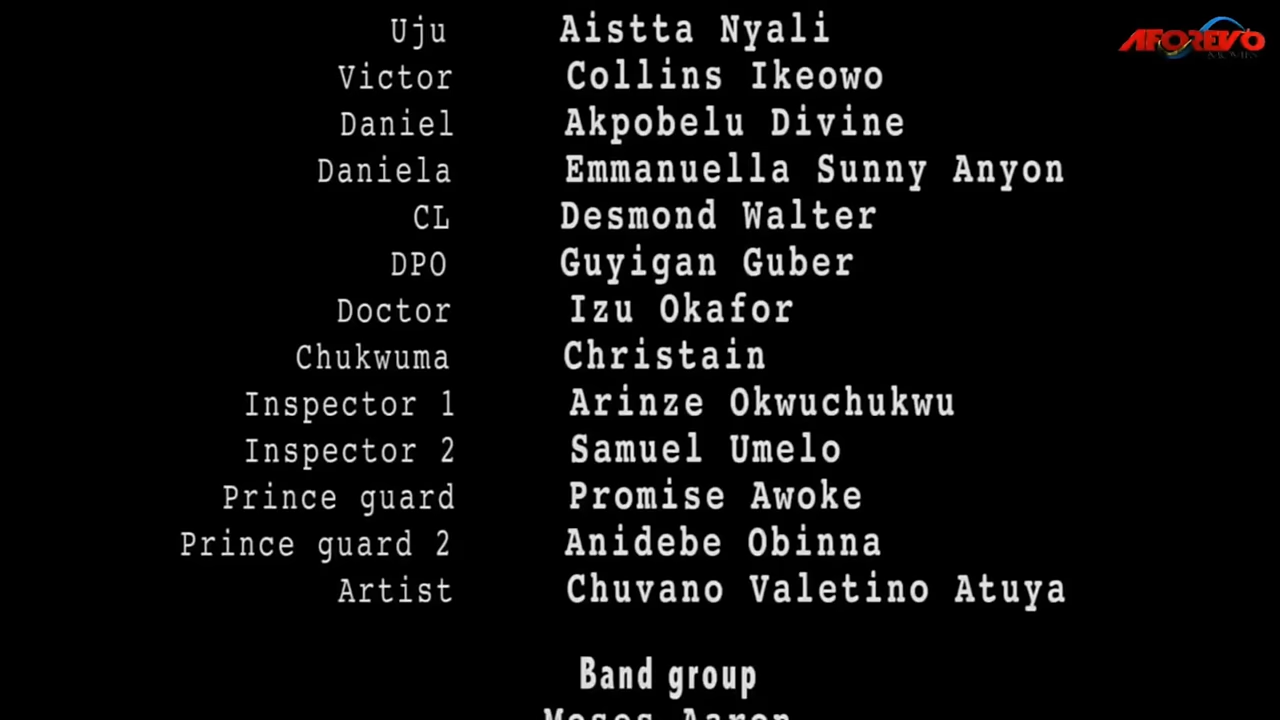 AFOREVO
Uju Aistta Nyali
Victor Collins Ikeowo
Daniel Akpobelu Divine
Daniela Emmanuella Sunny Anyon
CL Desmond Walter
DPO Guyigan Guber
Doctor Izu Okafor
Chukwuma Christain
Inspector 1 Arinze Okwuchukwu
Inspector 2 Samuel Umelo
Prince guard Promise Awoke
Prince guard 2 Anidebe Obinna
Artist Chuvano Valetino Atuya
Band group
Moses Aaron